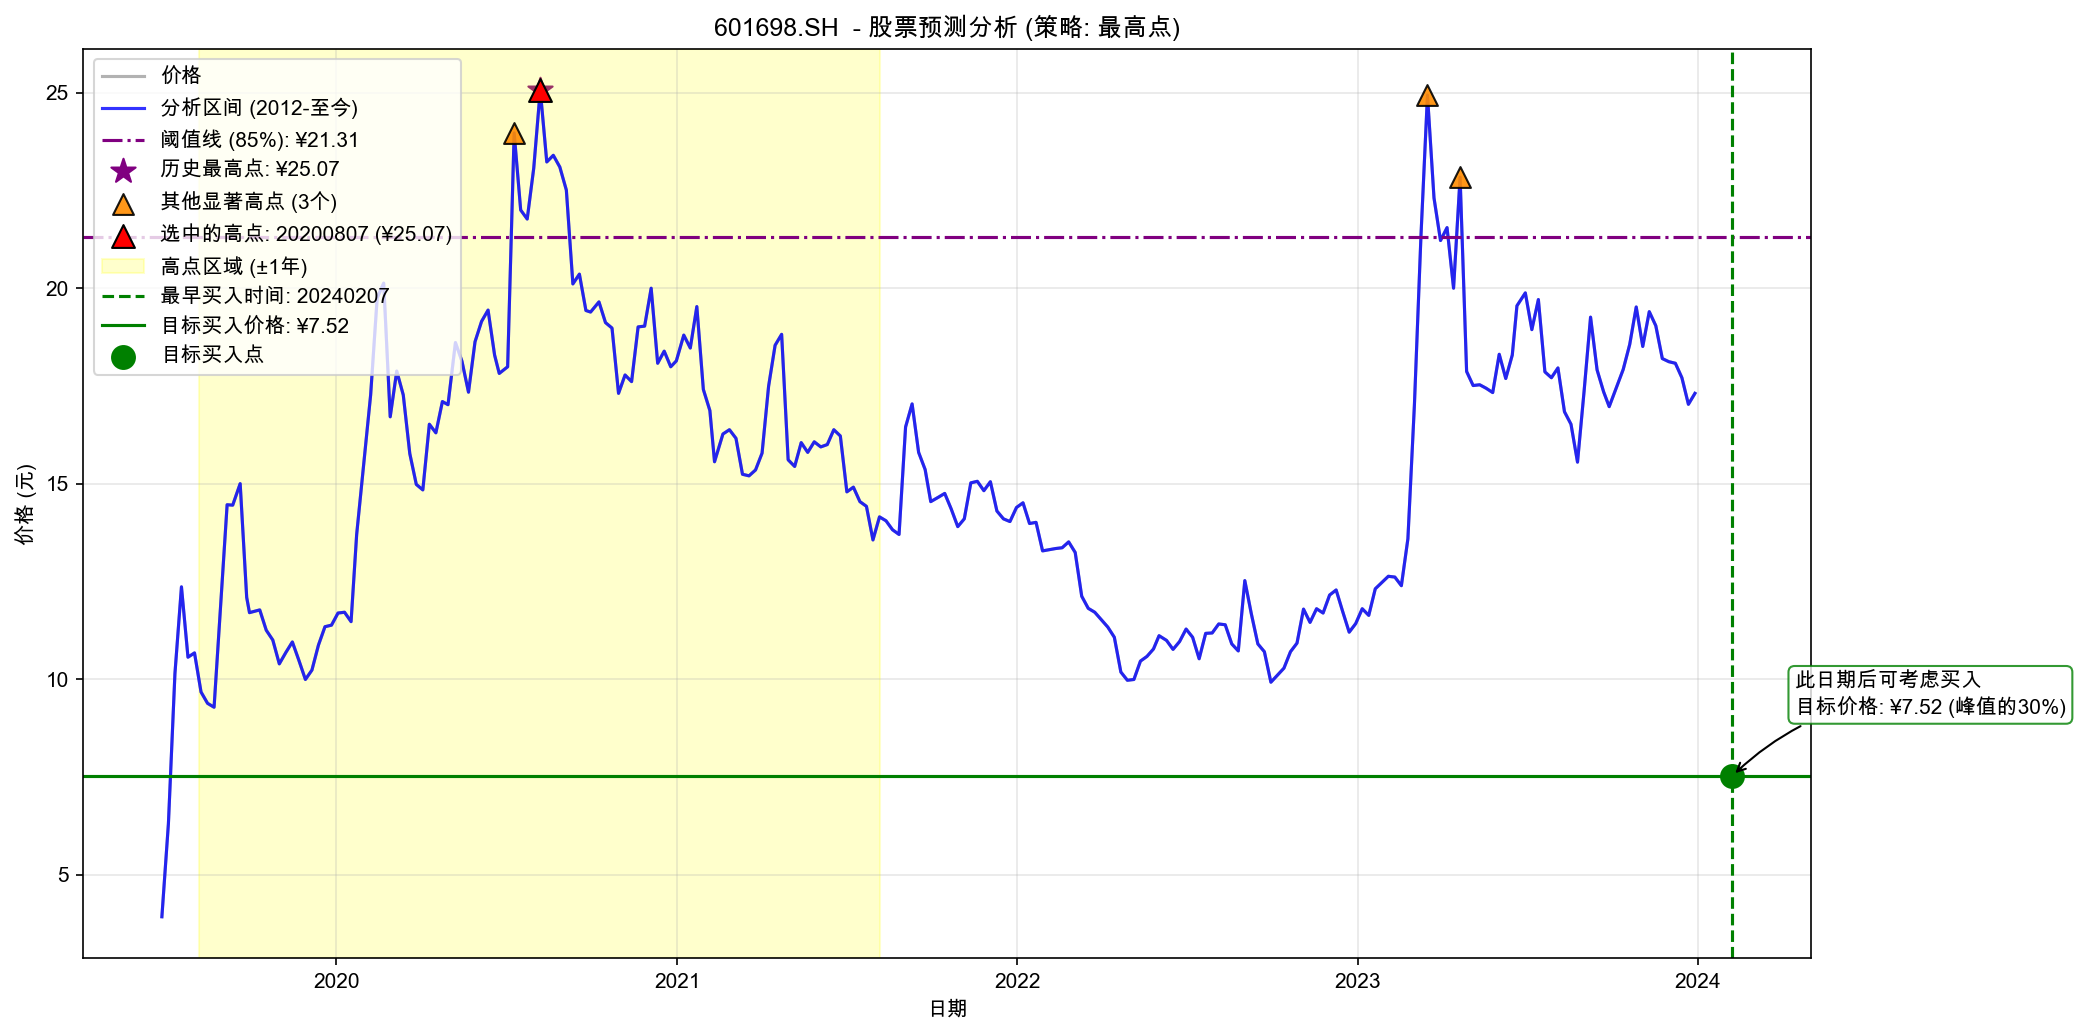 601698.SH - 股票预测分析 (策略: 最高点)
价格
分析区间 (2012-至今)
阈值线 (85%): ¥21.31
历史最高点: ¥25.07
其他显著高点 (3个)
选中的高点: 20200807 (¥25.07)
高点区域 (±1年)
最早买入时间: 20240207
目标买入价格: ¥7.52
目标买入点
25
20
15
10
5
价格 (元)
此日期后可考虑买入
目标价格: ¥7.52 (峰值的30%)
2020
2021
2022
2023
2024
日期